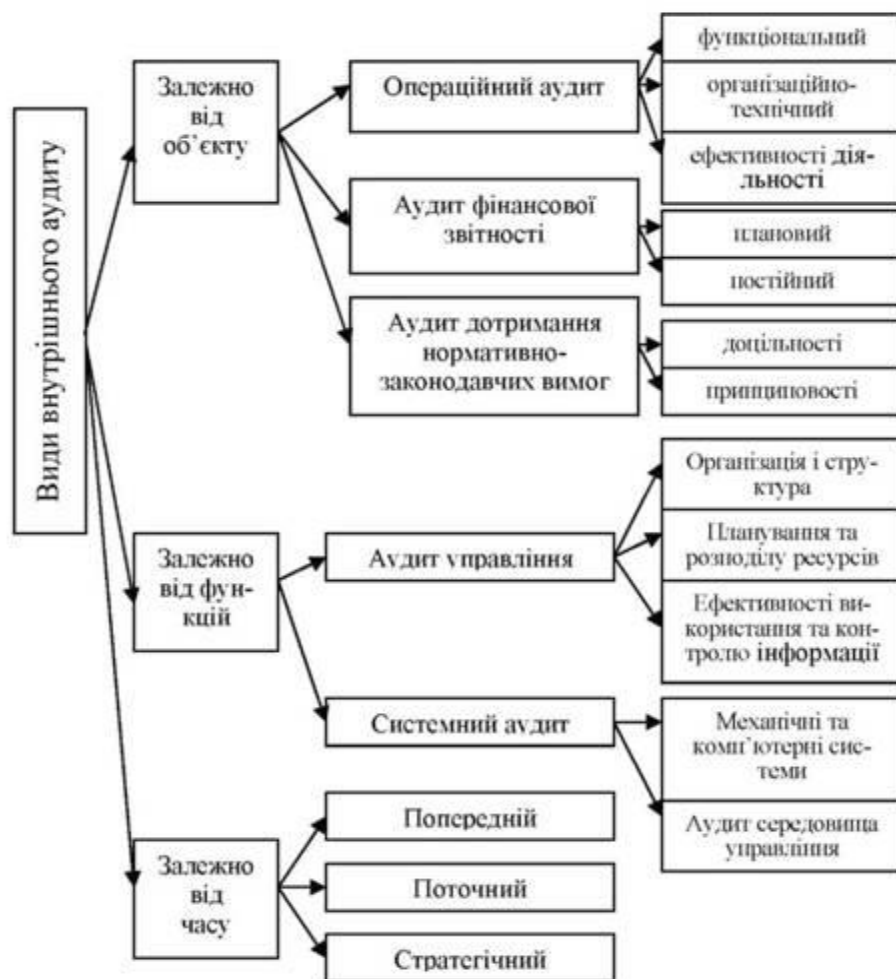 Види внутрішнього аудиту
Залежно
від
об`єкту
Операційний аудит
функціональний
організаційно-
технічний
ефективності дія-
льності
Аудит фінансової
звітності
плановий
постійний
Аудит дотримання
нормативно-
законодавчих вимог
доцільності
принциповості
Залежно
від фун-
кцій
Аудит управління
Організація і стру-
ктура
Планування та
розподілу ресурсів
Ефективності ви-
користання та кон-
тролю інформації
Системний аудит
Механічні та
комп`ютерні сис-
теми
Аудит середовища
управління
Залежно
від
часу
Попередній
Поточний
Стратегічний